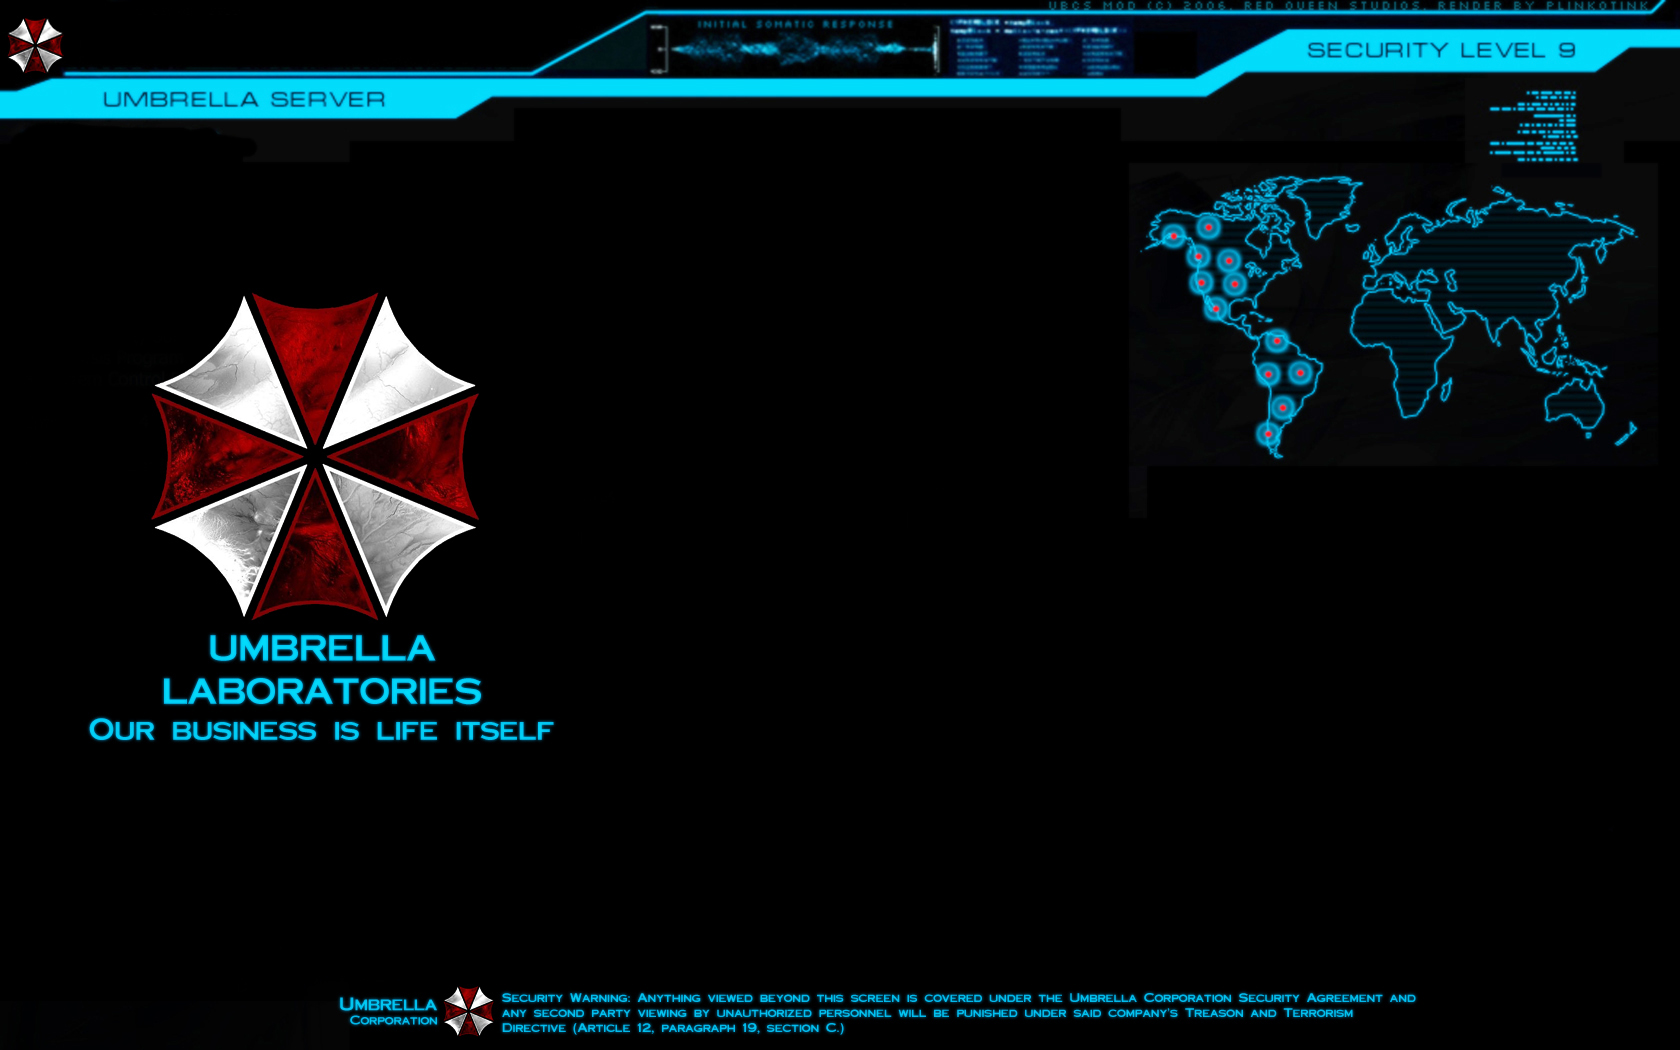 UBCS MOD (C) 2006, RED QUEEN STUDIOS, RENDER BY PLINKOTINK
INITIAL SOMATIC RESPONSE
SECURITY LEVEL 9
UMBRELLA SERVER
UMBRELLA
LABORATORIES
OUR BUSINESS IS LIFE ITSELF
UMBRELLA
CORPORATION
SECURITY WARNING: ANYTHING VIEWED BEYOND THIS SCREEN IS COVERED UNDER THE UMBRELLA CORPORATION SECURITY AGREEMENT AND
ANY SECOND PARTY VIEWING BY UNAUTHORIZED PERSONNEL WILL BE PUNISHED UNDER SAID COMPANY'S TREASON AND TERRORISM
DIRECTIVE (ARTICLE 12, PARAGRAPH 19, SECTION C.)